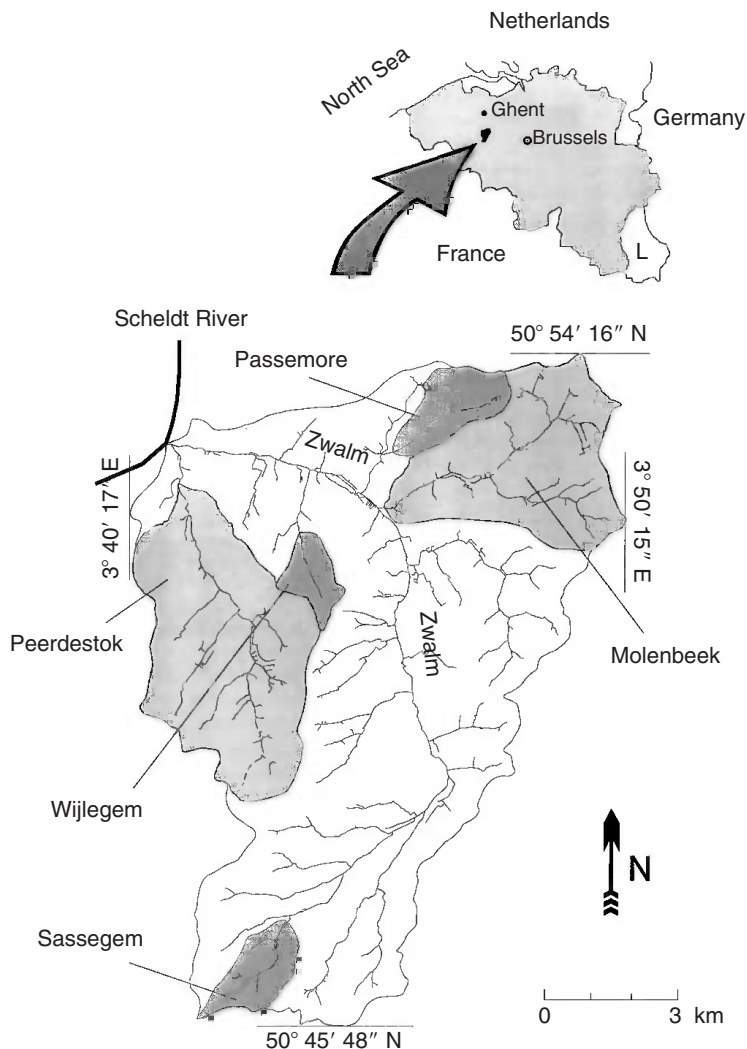 Netherlands
North Sea
Ghent
Germany
Brussels
France
L
Scheldt River
50° 54′ 16″ N
Passemore
Zwalm
3° 40′ 17″ E
3° 50′ 15″ E
Zwalm
Peerdestok
Molenbeek
Wijlegem
N
Sassegem
0 3 km
50° 45′ 48″ N